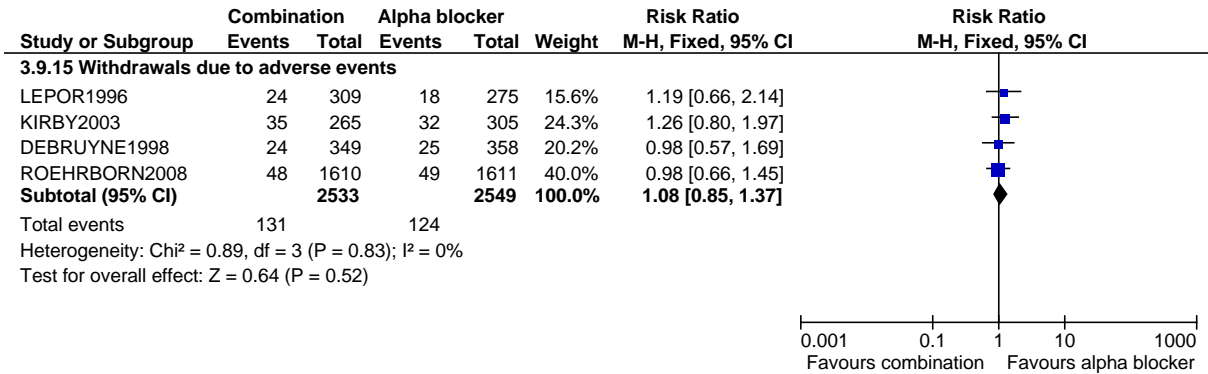 Combination Alpha blocker Risk Ratio Risk Ratio
Study or Subgroup Events Total Events Total Weight M-H, Fixed, 95% CI M-H, Fixed, 95% CI
3.9.15 Withdrawals due to adverse events
LEPOR1996 24 309 18 275 15.6% 1.19 [0.66, 2.14]
KIRBY2003 35 265 32 305 24.3% 1.26 [0.80, 1.97]
DEBRUYNE1998 24 349 25 358 20.2% 0.98 [0.57, 1.69]
ROEHRBORN2008 48 1610 49 1611 40.0% 0.98 [0.66, 1.45]
Subtotal (95% CI) 2533 2549 100.0% 1.08 [0.85, 1.37]
Total events 131 124
Heterogeneity: Chi² = 0.89, df = 3 (P = 0.83); I² = 0%
Test for overall effect: Z = 0.64 (P = 0.52)
0.001 0.1 1 10 1000
Favours combination Favours alpha blocker